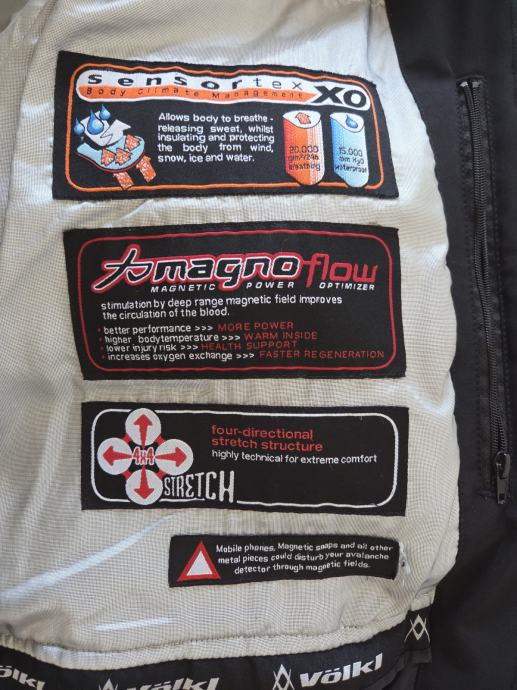 sensortex XO
Body Climate Management
Allows body to breathe -
releasing sweat, whilst
insulating and protecting
the body from wind,
snow, ice and water.
20.000
g/m²/24h
breathing
15.000
mm H₂O
waterproof
magnoflow
MAGNETIC POWER OPTIMIZER
stimulation by deep range magnetic field improves
the circulation of the blood.
• better performance >>> MORE POWER
• higher bodytemperature >>> WARM INSIDE
• lower injury risk >>> HEALTH SUPPORT
• increases oxygen exchange >>> FASTER REGENERATION
4x4
STRETCH
four-directional
stretch structure
highly technical for extreme comfort
Mobile phones, Magnetic snaps and all other
metal pieces could disturb your avalanche
detector through magnetic fields.
Völkl Völkl Völkl